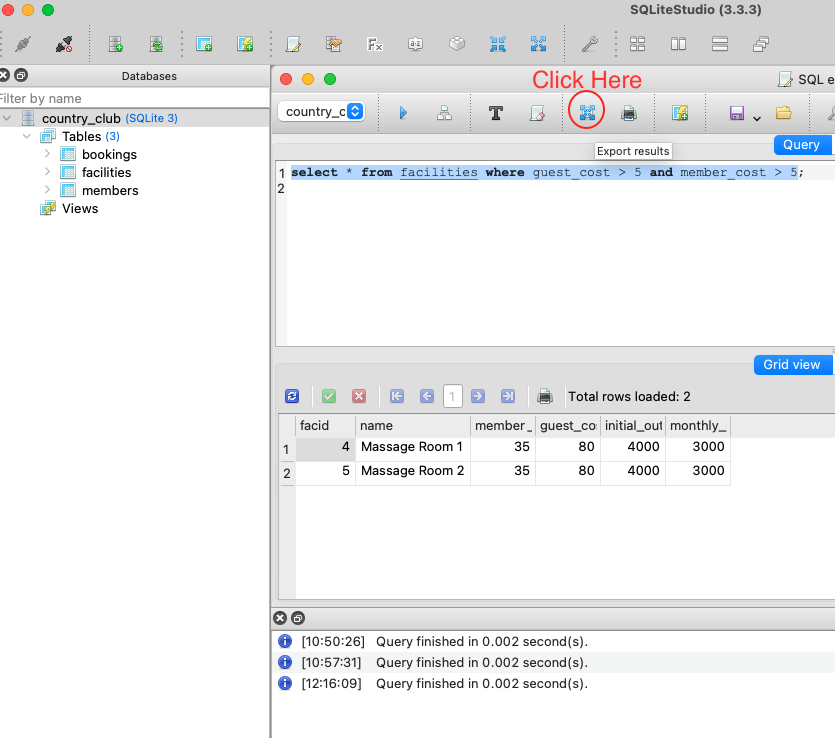 SQLiteStudio (3.3.3)
Databases
Filter by name
country_club (SQLite 3)
Tables (3)
bookings
facilities
members
Views
Click Here
SQL e
country_c
T
Export results
Query
1 select * from facilities where guest_cost > 5 and member_cost > 5;
2
Grid view
1
Total rows loaded: 2
facid name member_ guest_co initial_out monthly_
1 4 Massage Room 1 35 80 4000 3000
2 5 Massage Room 2 35 80 4000 3000
[10:50:26] Query finished in 0.002 second(s).
[10:57:31] Query finished in 0.002 second(s).
[12:16:09] Query finished in 0.002 second(s).